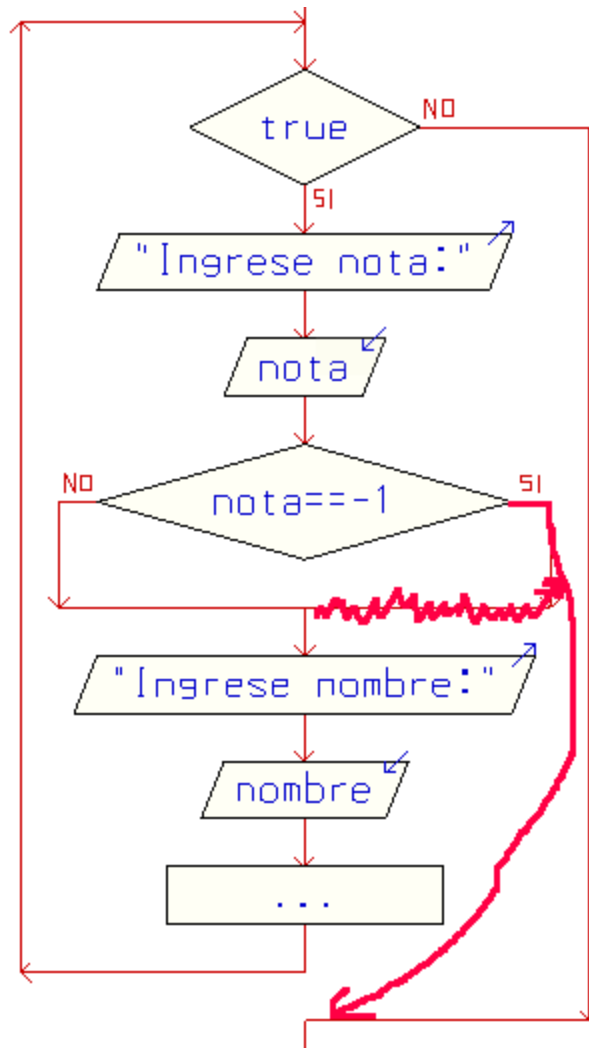 true
NO
SI
"Ingrese nota:"
nota
NO
nota==-1
SI
"Ingrese nombre:"
nombre
...